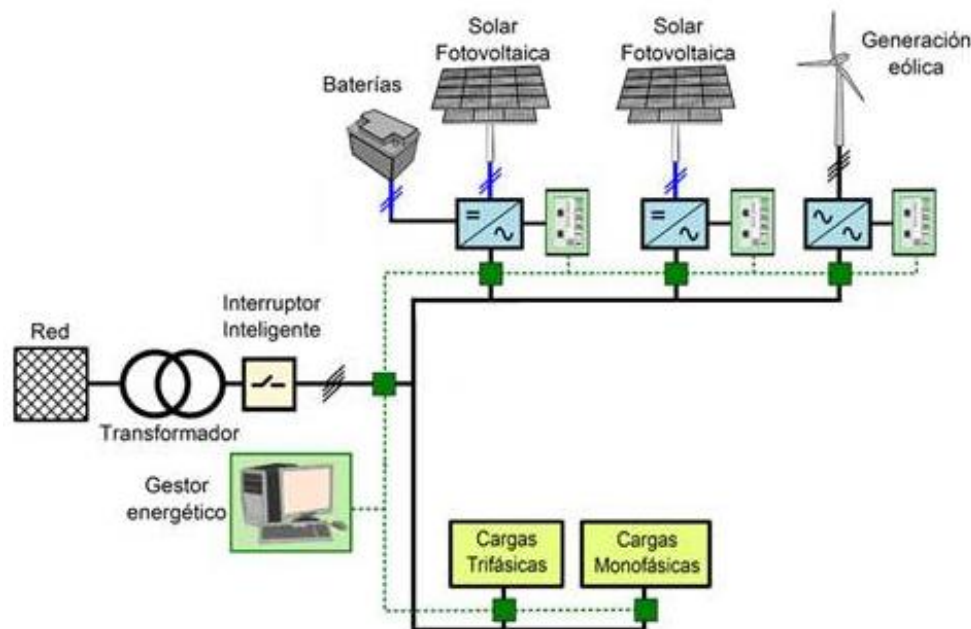 Solar
Fotovoltaica
Solar
Fotovoltaica
Generación
eólica
Baterías
Interruptor
Inteligente
Red
Transformador
Gestor
energético
Cargas
Trifásicas
Cargas
Monofásicas